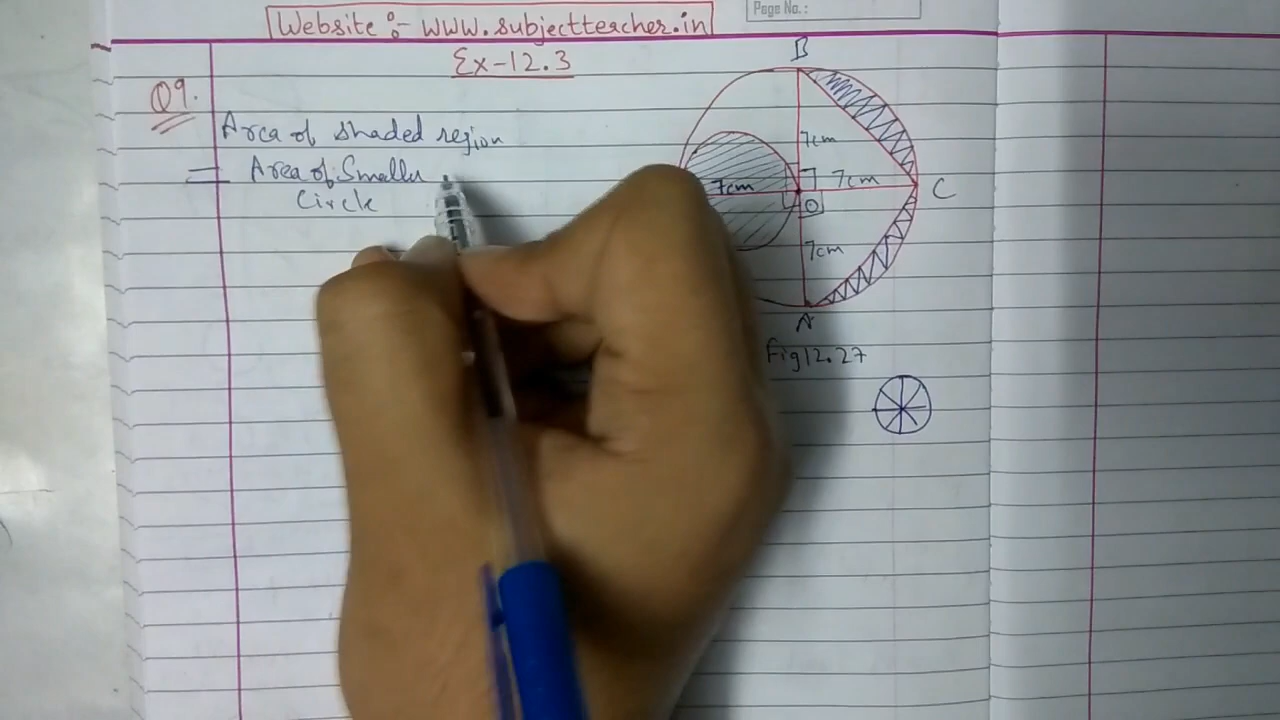 Page No.:
Website :- www.subjectteacher.in
Ex-12.3
Q9.
Area of shaded region
= Area of Smaller
Circle
B
7cm
7cm
7cm
C
O
7cm
A
Fig 12.27